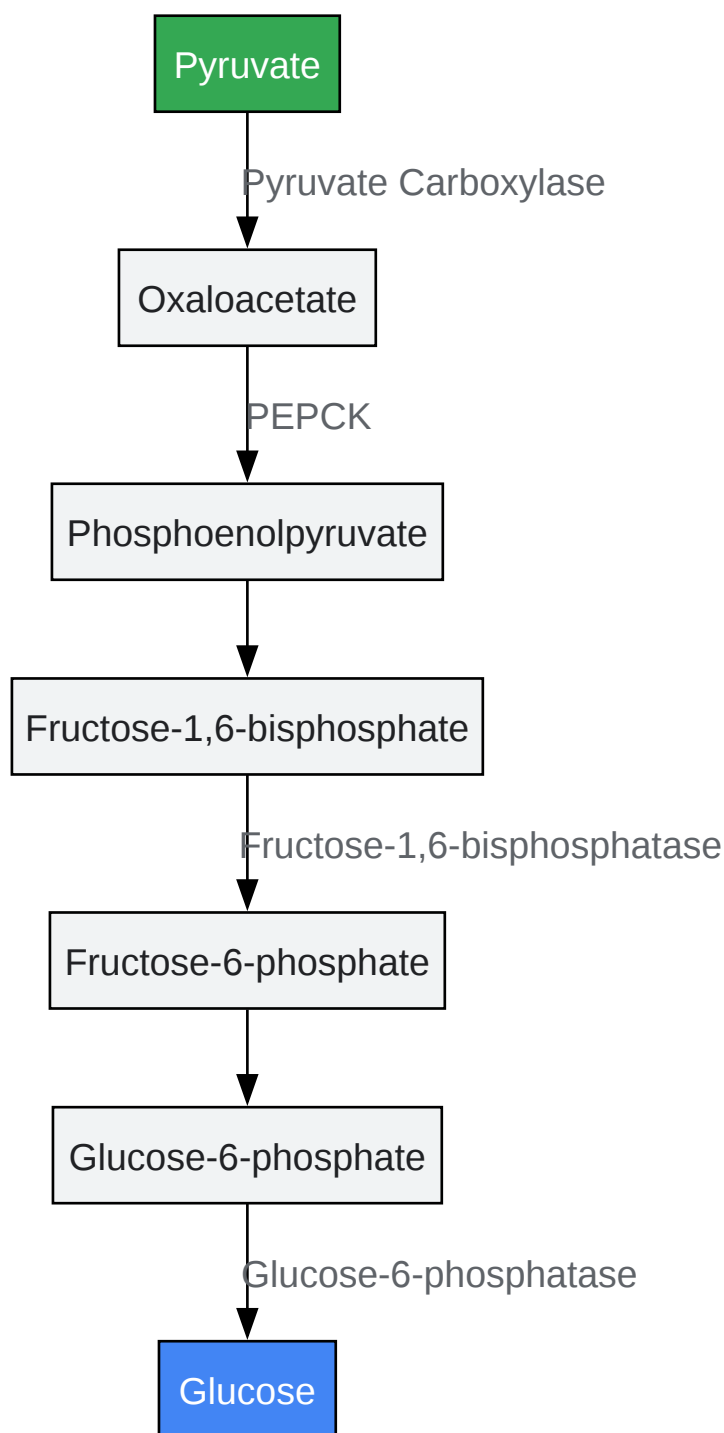 Pyruvate
Pyruvate Carboxylase
Oxaloacetate
PEPCK
Phosphoenolpyruvate
Fructose-1,6-bisphosphate
Fructose-1,6-bisphosphatase
Fructose-6-phosphate
Glucose-6-phosphate
Glucose-6-phosphatase
Glucose